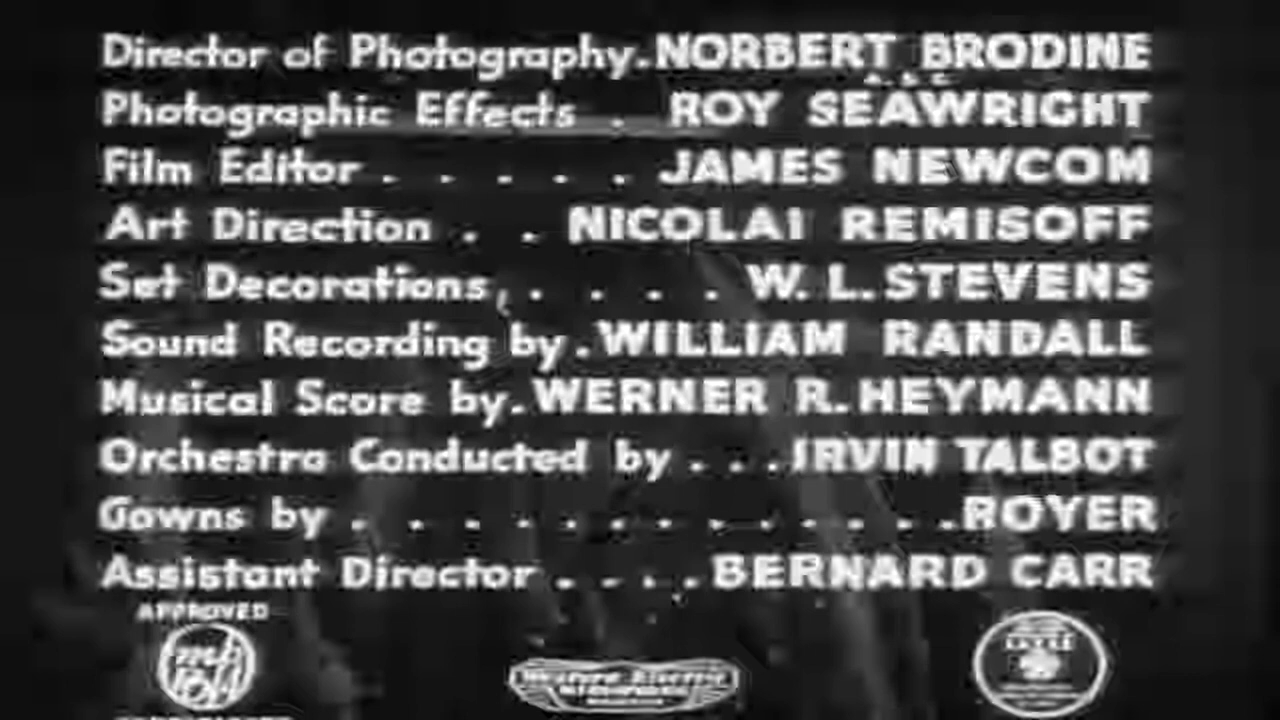 Director of Photography. NORBERT BRODINE
A.S.C
Photographic Effects . ROY SEAWRIGHT
Film Editor . . . . . JAMES NEWCOM
Art Direction . . NICOLAI REMISOFF
Set Decorations, . . . . W. L. STEVENS
Sound Recording by . WILLIAM RANDALL
Musical Score by. WERNER R. HEYMANN
Orchestra Conducted by . . . IRVIN TALBOT
Gowns by . . . . . . . . . . . ROYER
Assistant Director . . . . BERNARD CARR
APPROVED
Western Electric